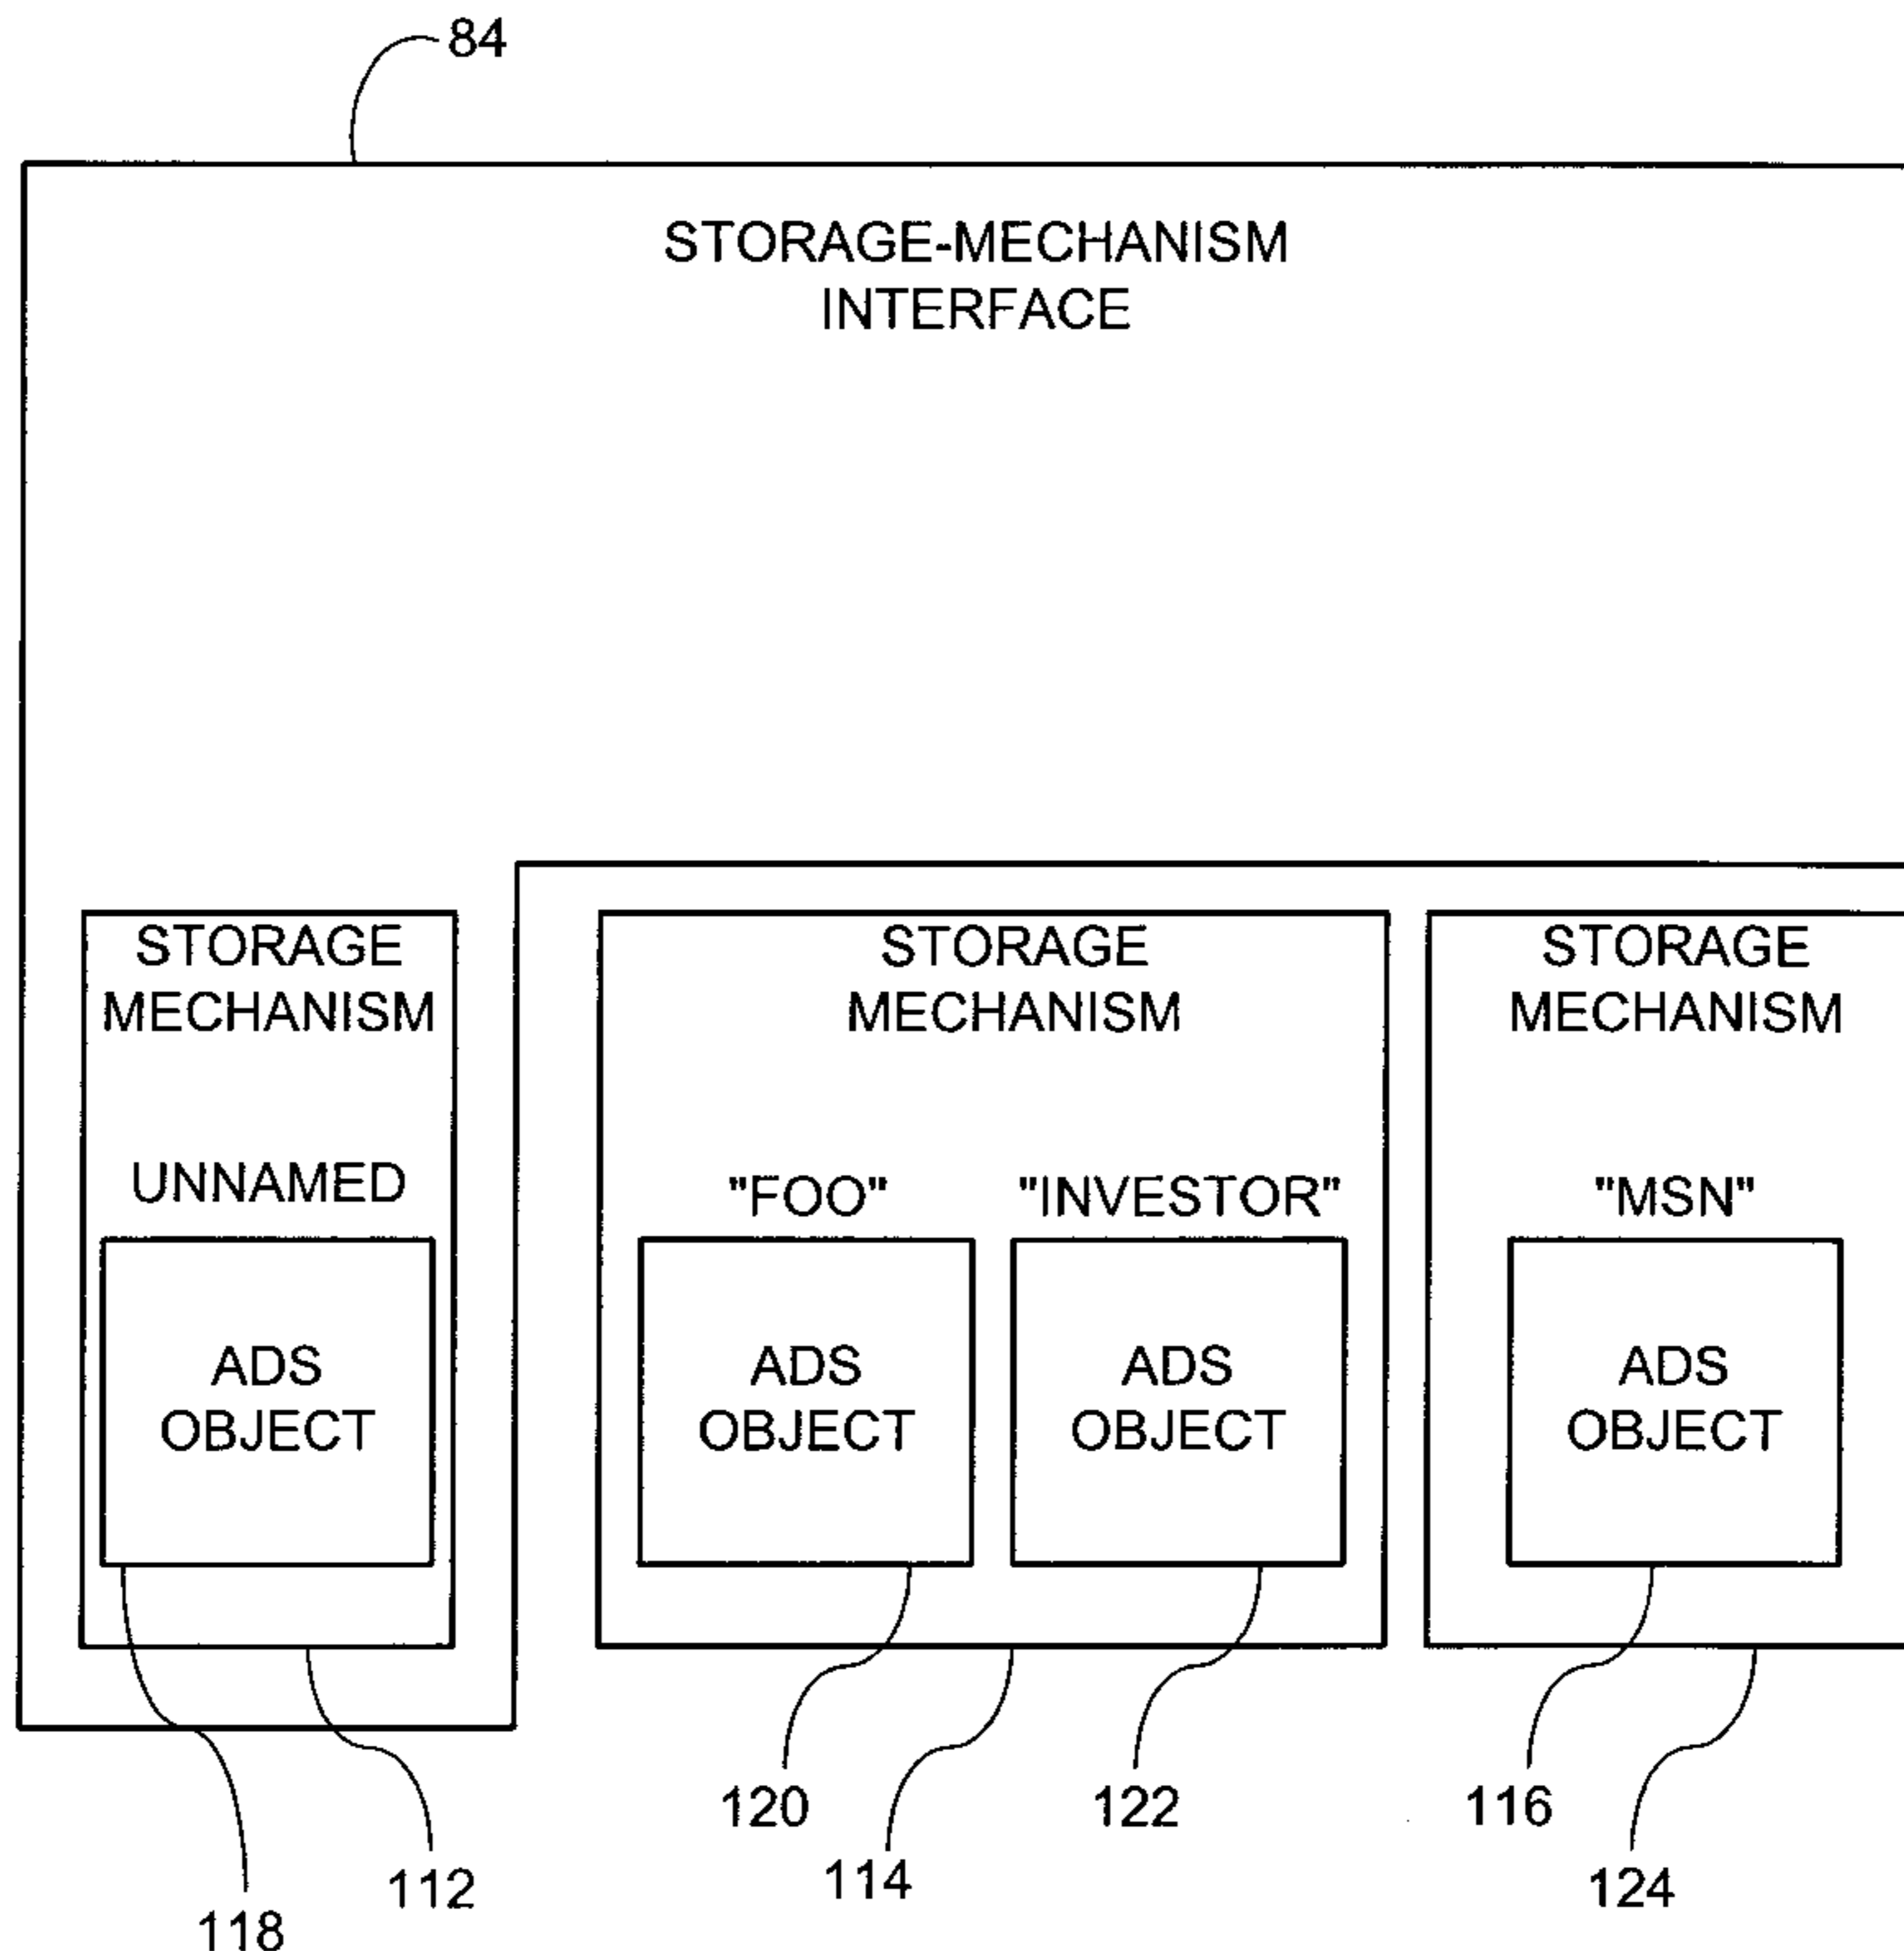 84
STORAGE-MECHANISM
INTERFACE
STORAGE
MECHANISM
UNNAMED
ADS
OBJECT
STORAGE
MECHANISM
"FOO"
ADS
OBJECT
"INVESTOR"
ADS
OBJECT
STORAGE
MECHANISM
"MSN"
ADS
OBJECT
120
122
116
114
112
124
118